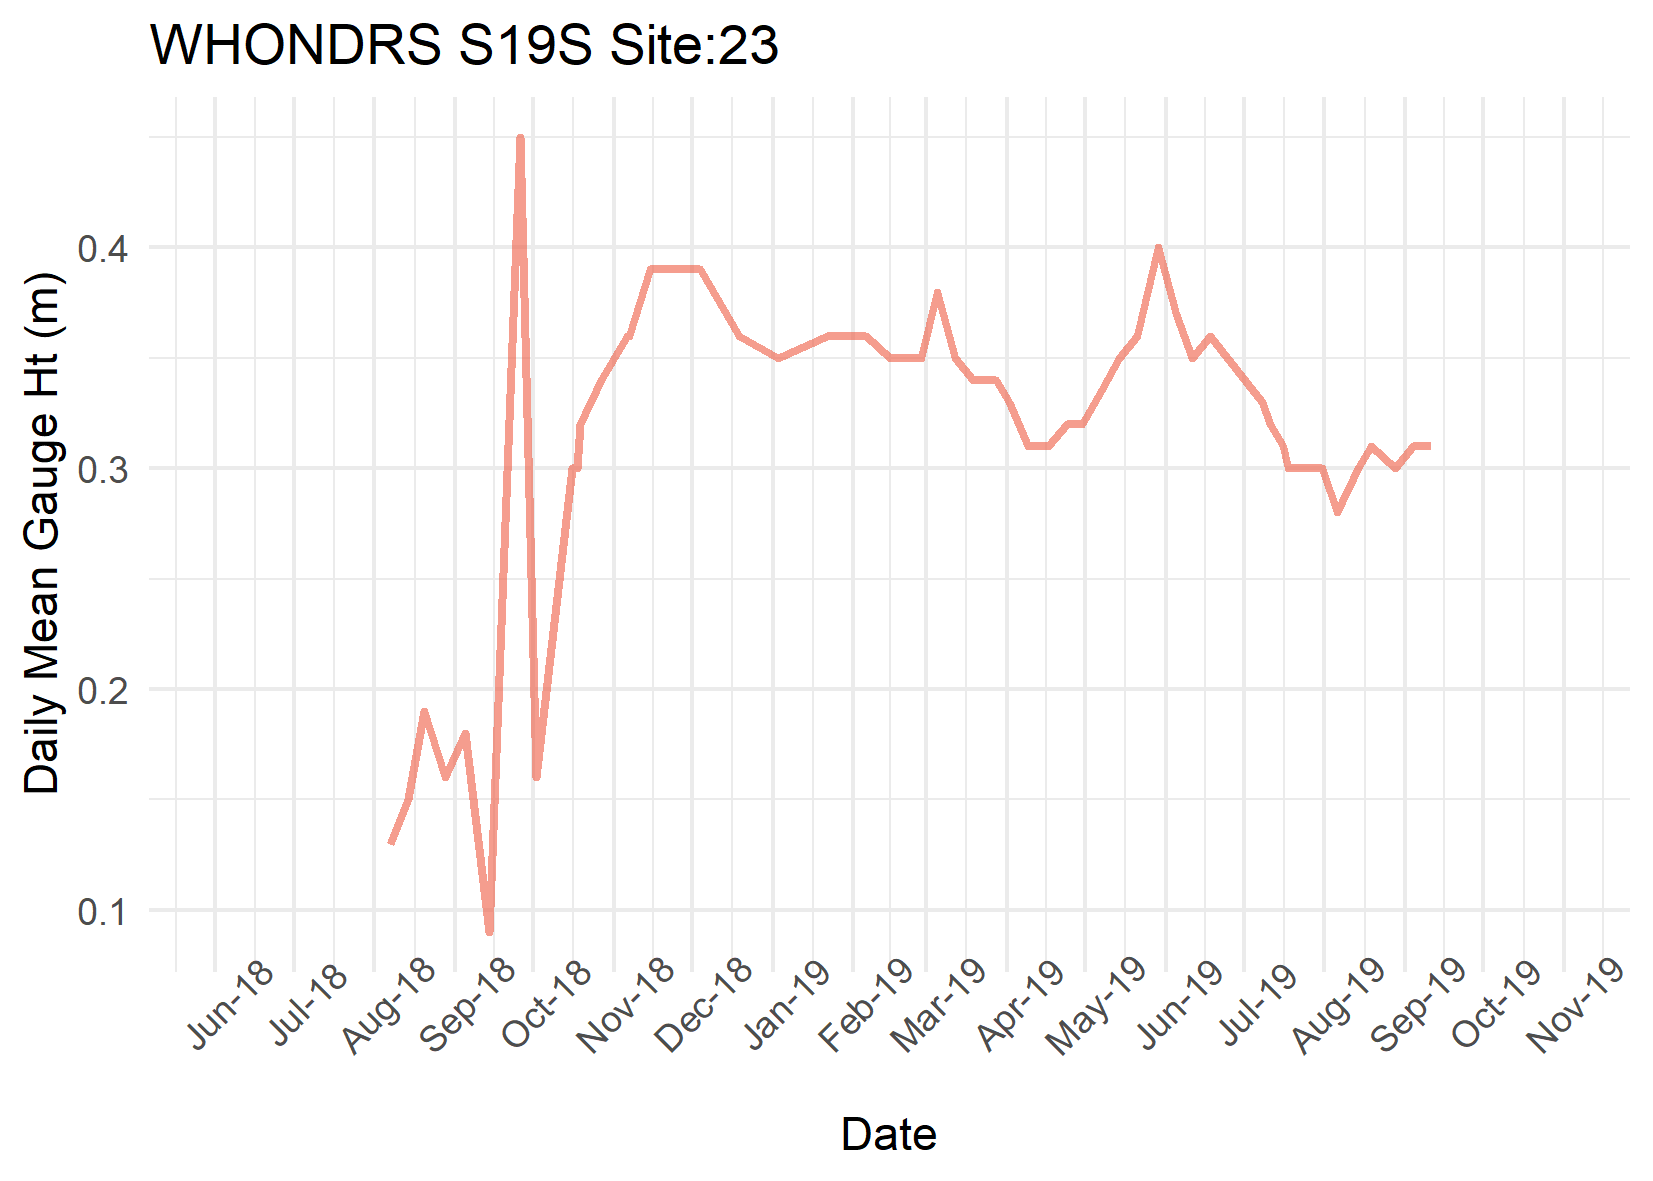 WHONDRS S19S Site:23
Daily Mean Gauge Ht (m)
0.4
0.3
0.2
0.1
Jun-18
Jul-18
Aug-18
Sep-18
Oct-18
Nov-18
Dec-18
Jan-19
Feb-19
Mar-19
Apr-19
May-19
Jun-19
Jul-19
Aug-19
Sep-19
Oct-19
Nov-19
Date